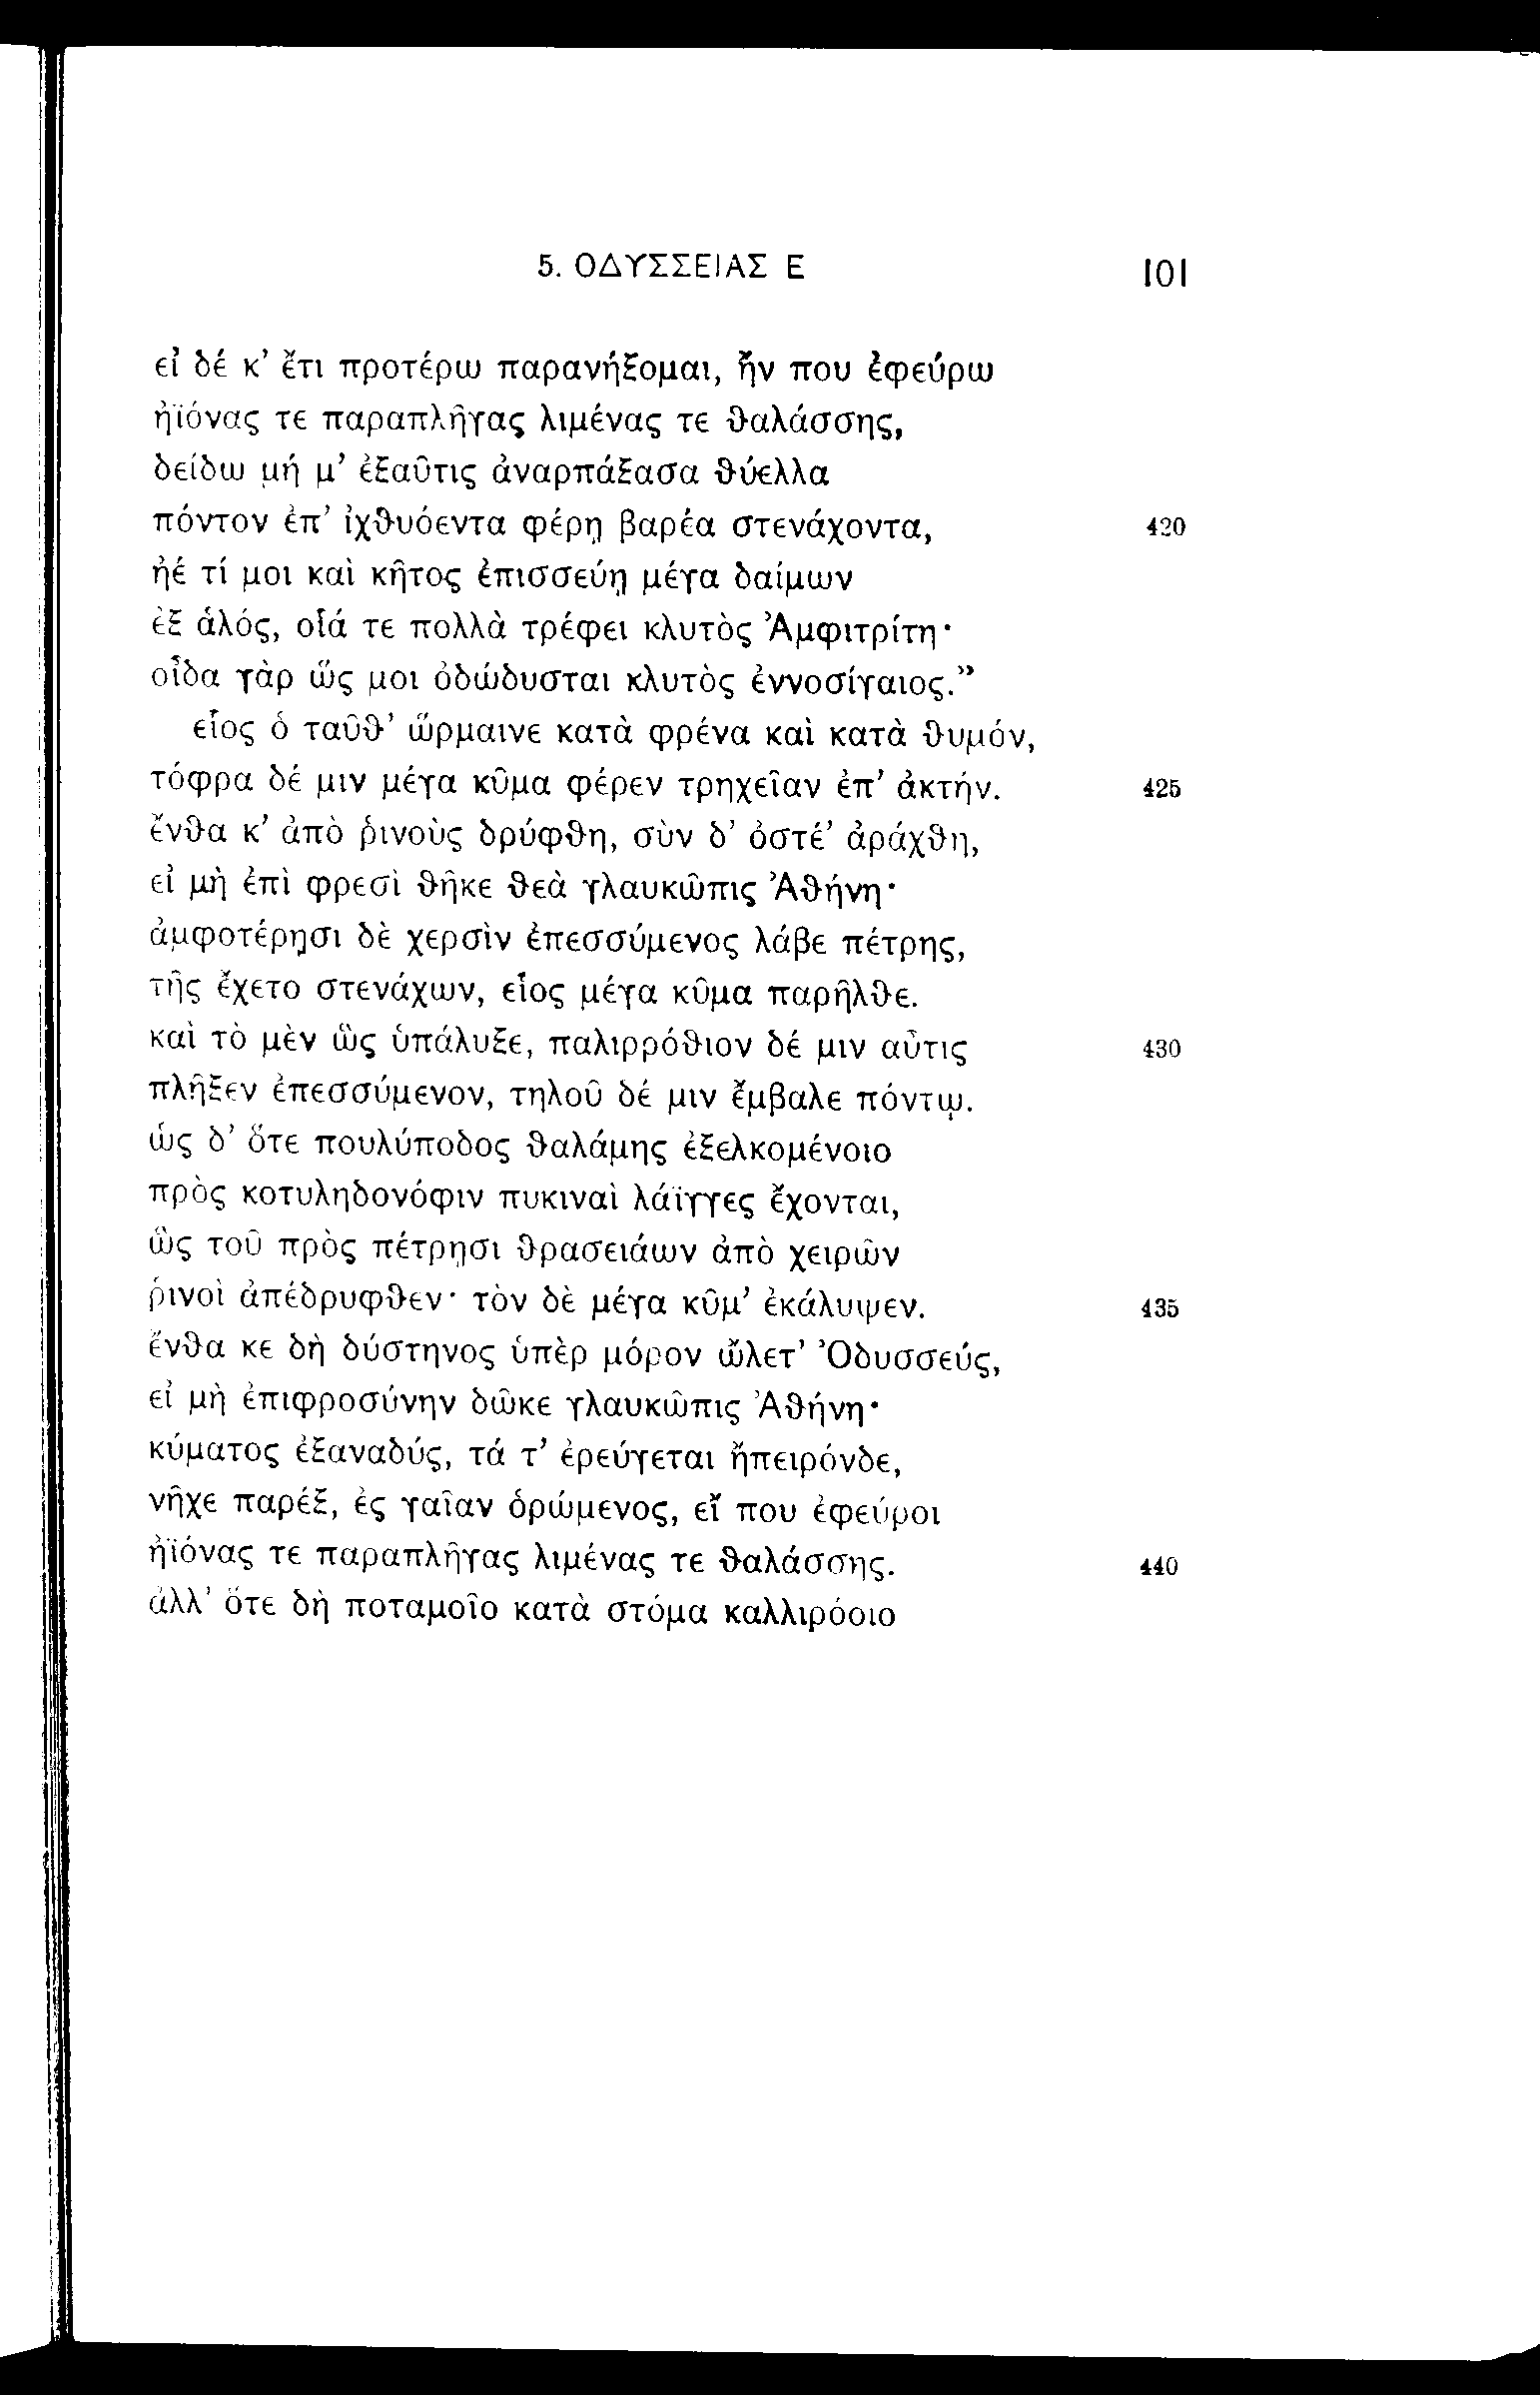 5. ΟΔΥΣΣΕΙΑΣ Ε 101
εἰ δέ κ’ ἔτι προτέρω παρανήξομαι, ἤν που ἐφεύρω
ἠϊόνας τε παραπλῆγας λιμένας τε θαλάσσης,
δείδω μή μ’ ἐξαῦτις ἀναρπάξασα θύελλα
πόντον ἐπ’ ἰχθυόεντα φέρῃ βαρέα στενάχοντα, 420
ἠέ τί μοι καὶ κῆτος ἐπισσεύῃ μέγα δαίμων
ἐξ ἁλός, οἷά τε πολλὰ τρέφει κλυτὸς Ἀμφιτρίτη·
οἶδα γὰρ ὥς μοι ὀδώδυσται κλυτὸς ἐννοσίγαιος.”
εἷος ὁ ταῦθ’ ὥρμαινε κατὰ φρένα καὶ κατὰ θυμόν,
τόφρα δέ μιν μέγα κῦμα φέρεν τρηχεῖαν ἐπ’ ἀκτήν. 425
ἔνθα κ’ ἀπὸ ῥινοὺς δρύφθη, σὺν δ’ ὀστέ’ ἀράχθη,
εἰ μὴ ἐπὶ φρεσὶ θῆκε θεὰ γλαυκῶπις Ἀθήνη·
ἀμφοτέρῃσι δὲ χερσὶν ἐπεσσύμενος λάβε πέτρης,
τῆς ἔχετο στενάχων, εἷος μέγα κῦμα παρῆλθε.
καὶ τὸ μὲν ὣς ὑπάλυξε, παλιρρόθιον δέ μιν αὖτις 430
πλῆξεν ἐπεσσύμενον, τηλοῦ δέ μιν ἔμβαλε πόντῳ.
ὡς δ’ ὅτε πουλύποδος θαλάμης ἐξελκομένοιο
πρὸς κοτυληδονόφιν πυκιναὶ λάϊγγες ἔχονται,
ὣς τοῦ πρὸς πέτρῃσι θρασειάων ἀπὸ χειρῶν
ῥινοὶ ἀπέδρυφθεν· τὸν δὲ μέγα κῦμ’ ἐκάλυψεν. 435
ἔνθα κε δὴ δύστηνος ὑπὲρ μόρον ὤλετ’ Ὀδυσσεύς,
εἰ μὴ ἐπιφροσύνην δῶκε γλαυκῶπις Ἀθήνη·
κύματος ἐξαναδύς, τά τ’ ἐρεύγεται ἤπειρόνδε,
νῆχε παρέξ, ἐς γαῖαν ὁρώμενος, εἴ που ἐφεύροι
ἠϊόνας τε παραπλῆγας λιμένας τε θαλάσσης. 440
ἀλλ’ ὅτε δὴ ποταμοῖο κατὰ στόμα καλλιρόοιο